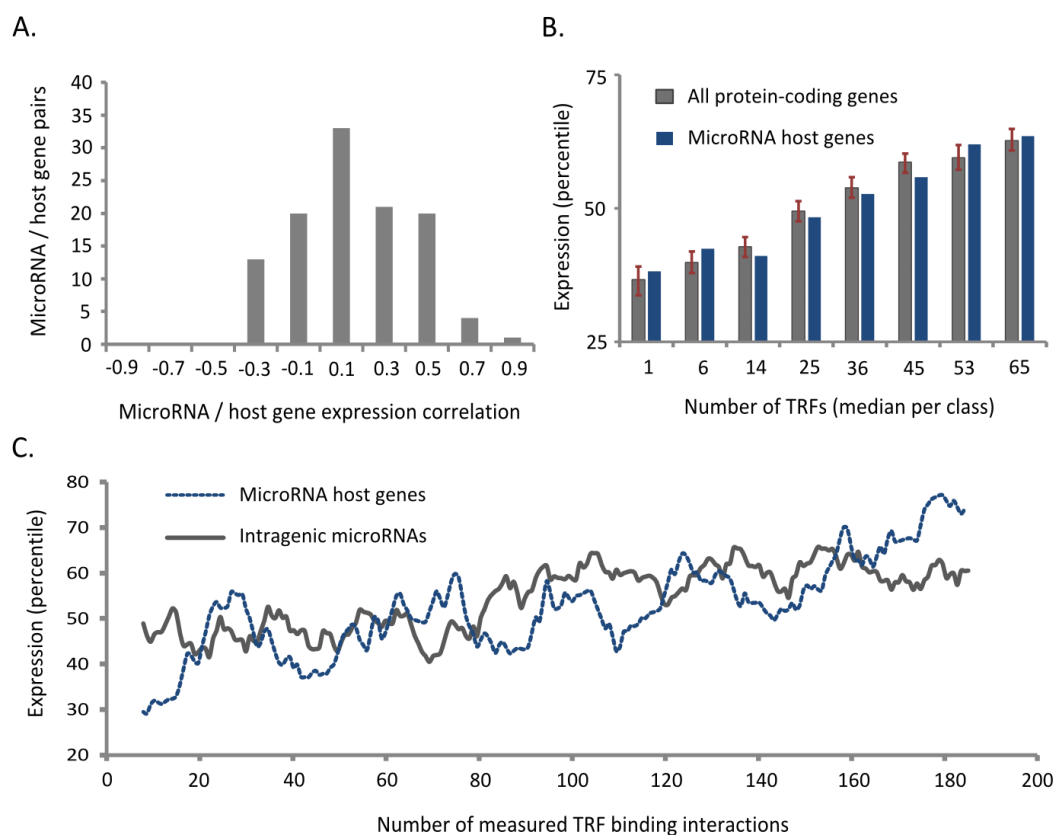 A.
MicroRNA / host gene pairs
40
35
30
25
20
15
10
5
0
-0.9 -0.7 -0.5 -0.3 -0.1 0.1 0.3 0.5 0.7 0.9
MicroRNA / host gene expression correlation
B.
Expression (percentile)
75
50
25
All protein-coding genes
MicroRNA host genes
1 6 14 25 36 45 53 65
Number of TRFs (median per class)
C.
Expression (percentile)
80
70
60
50
40
30
20
MicroRNA host genes
Intragenic microRNAs
0 20 40 60 80 100 120 140 160 180 200
Number of measured TRF binding interactions